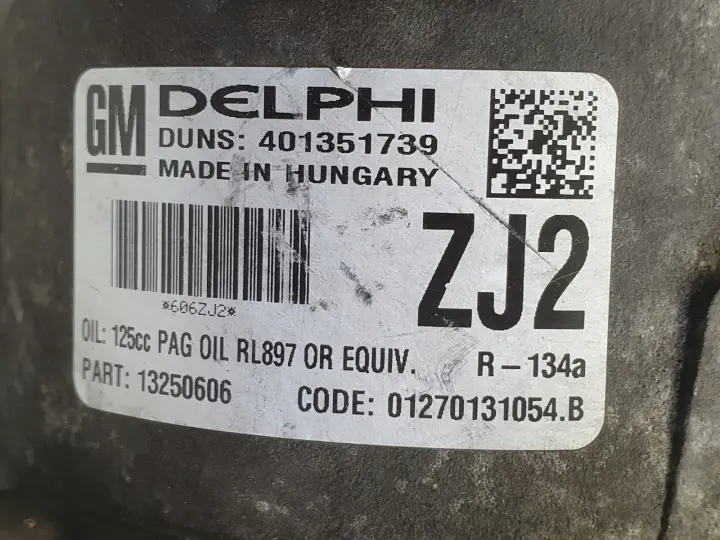 GM DELPHI
DUNS: 401351739
MADE IN HUNGARY
ZJ2
*606ZJ2*
OIL: 125cc PAG OIL RL897 OR EQUIV. R-134a
PART: 13250606 CODE: 01270131054.B